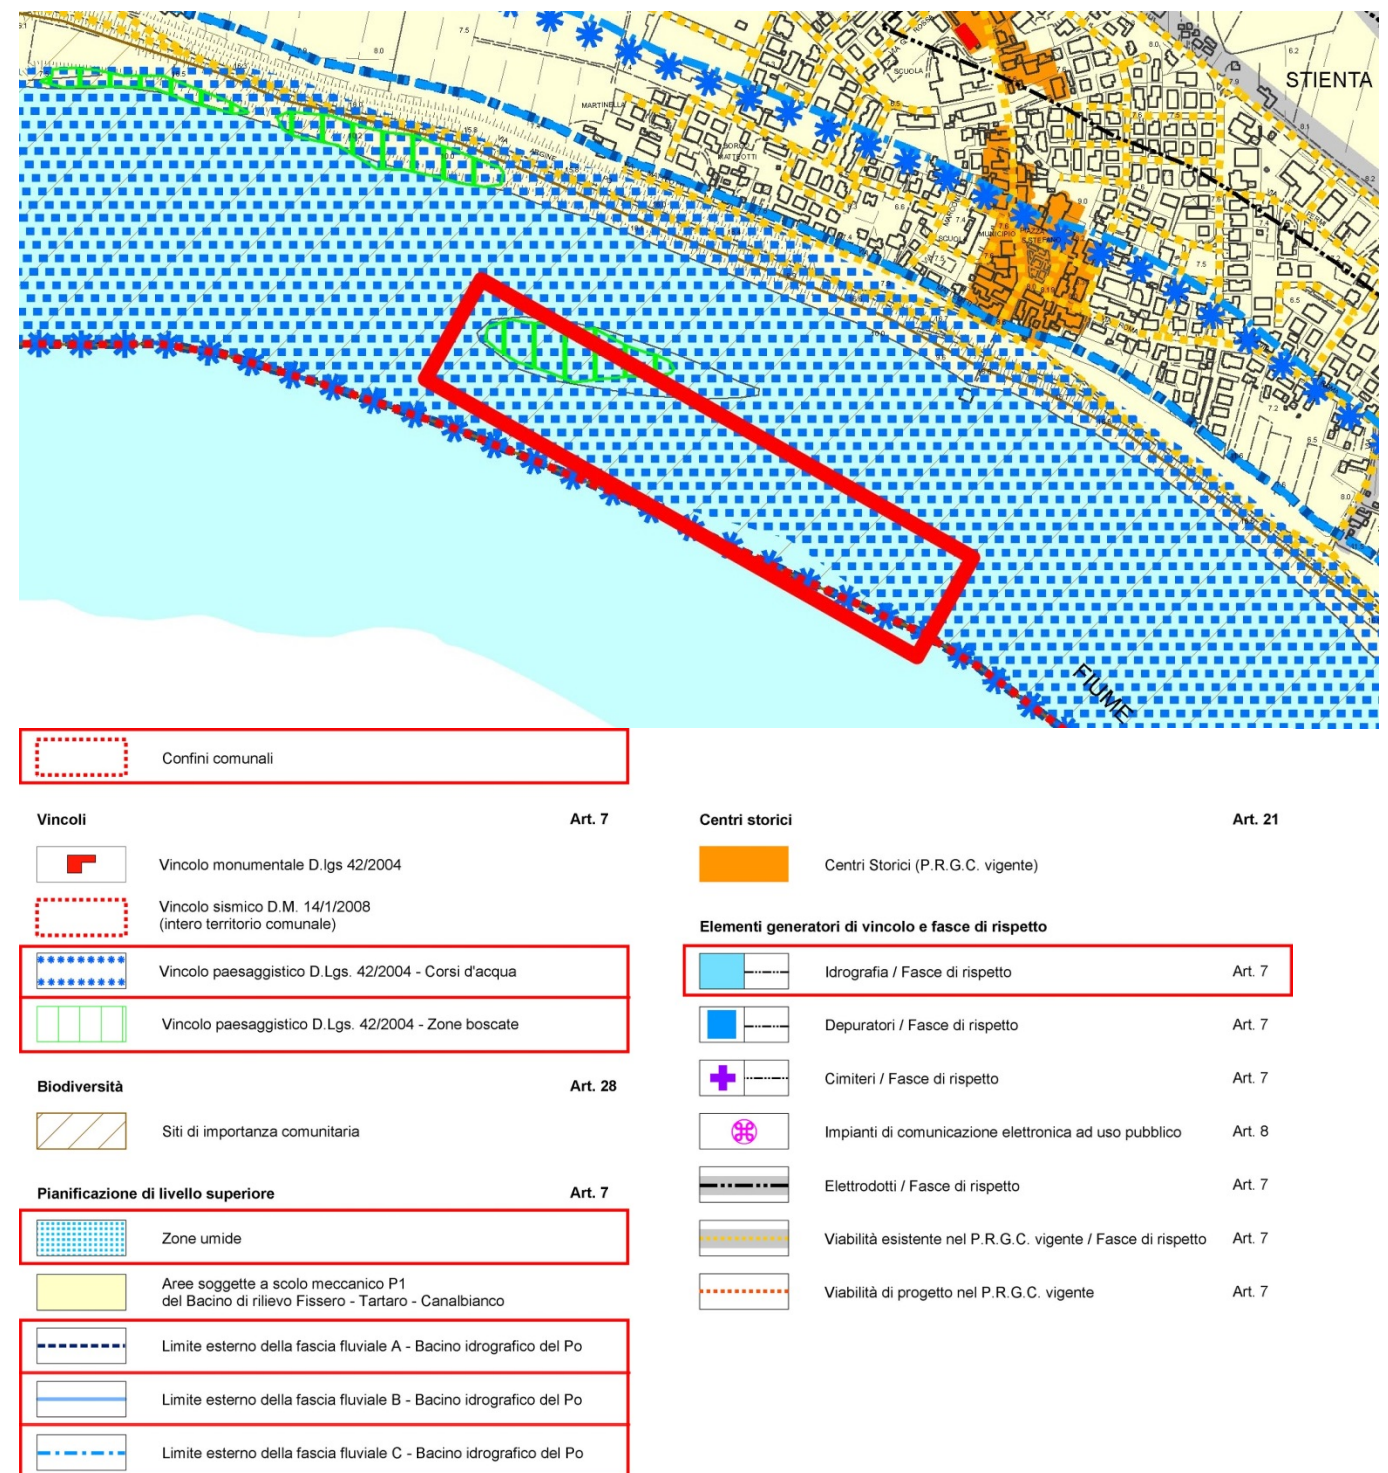 STIENTA
SCUOLA
MARTINELLA
BORGO
MATTEOTTI
ARGINE
SCUOLA
MUNICIPIO
PIAZZA
S.STEFANO
VIA ROMA
FIUME
Confini comunali
Vincoli Art. 7
Vincolo monumentale D.lgs 42/2004
Vincolo sismico D.M. 14/1/2008
(intero territorio comunale)
Vincolo paesaggistico D.Lgs. 42/2004 - Corsi d'acqua
Vincolo paesaggistico D.Lgs. 42/2004 - Zone boscate
Biodiversità Art. 28
Siti di importanza comunitaria
Pianificazione di livello superiore Art. 7
Zone umide
Aree soggette a scolo meccanico P1
del Bacino di rilievo Fissero - Tartaro - Canalbianco
Limite esterno della fascia fluviale A - Bacino idrografico del Po
Limite esterno della fascia fluviale B - Bacino idrografico del Po
Limite esterno della fascia fluviale C - Bacino idrografico del Po
Centri storici Art. 21
Centri Storici (P.R.G.C. vigente)
Elementi generatori di vincolo e fasce di rispetto
Idrografia / Fasce di rispetto Art. 7
Depuratori / Fasce di rispetto Art. 7
Cimiteri / Fasce di rispetto Art. 7
Impianti di comunicazione elettronica ad uso pubblico Art. 8
Elettrodotti / Fasce di rispetto Art. 7
Viabilità esistente nel P.R.G.C. vigente / Fasce di rispetto Art. 7
Viabilità di progetto nel P.R.G.C. vigente Art. 7